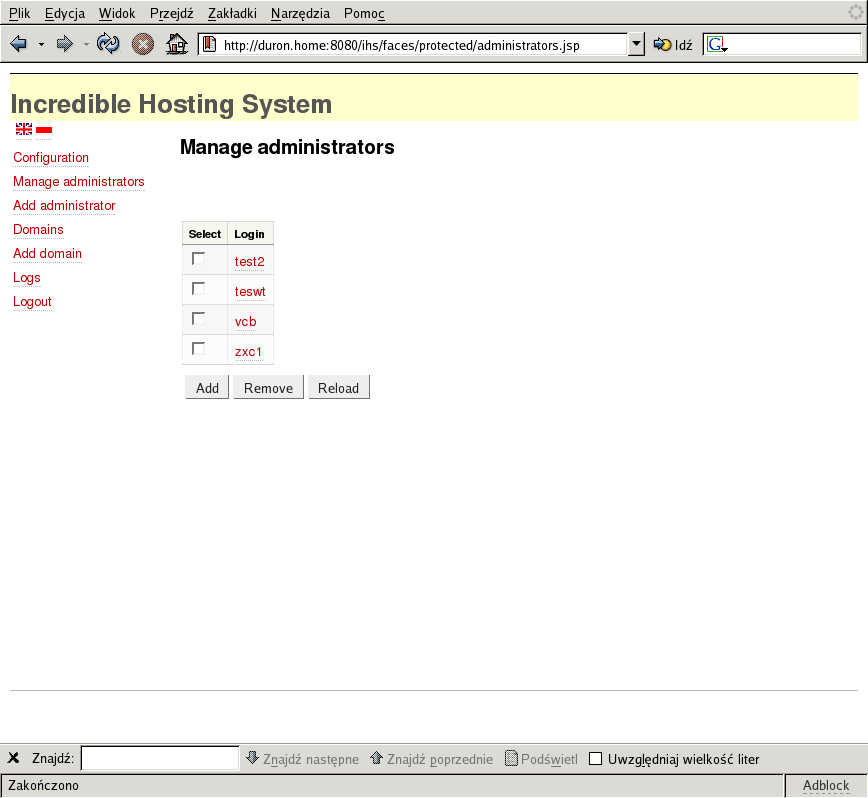 Plik Edycja Widok Przejdź Zakładki Narzędzia Pomoc
http://duron.home:8080/ihs/faces/protected/administrators.jsp Idź G
Incredible Hosting System
Manage administrators
Configuration
Manage administrators
Add administrator
Domains
Add domain
Logs
Logout
Select Login
test2
teswt
vcb
zxc1
Add Remove Reload
Znajdź: Znajdź następne Znajdź poprzednie Podświetl Uwzględniaj wielkość liter
Zakończono Adblock